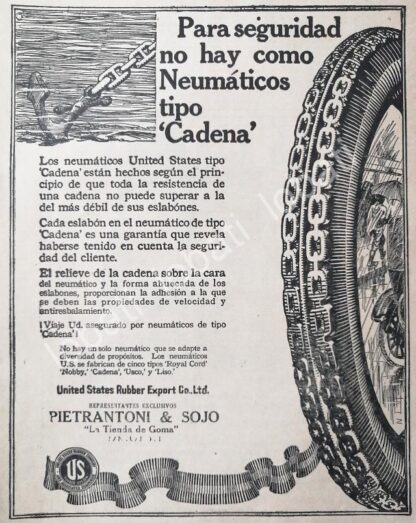 Para seguridad
no hay como
Neumáticos
tipo
'Cadena'
Los neumáticos United States tipo
'Cadena' están hechos según el prin-
cipio de que toda la resistencia de
una cadena no puede superar a la
del más débil de sus eslabónes.
Cada eslabón en el neumático de tipo
'Cadena' es una garantía que revela
haberse tenido en cuenta la seguri-
dad del cliente.
El relieve de la cadena sobre la cara
del neumático y la forma ahuecada de los
eslabones, proporcionan la adhesión a la que
se deben las propiedades de velocidad y
antiresbalamiento.
¡Viaje Ud. asegurado por neumáticos de tipo
'Cadena'!
No hay un solo neumático que se adapte a
diversidad de propósitos. Los neumáticos
U.S. se fabrican de cinco tipos 'Royal Cord'
'Nobby,' 'Cadena', 'Usco,' y 'Liso.'
United States Rubber Export Co., Ltd.
REPRESENTANTES EXCLUSIVOS
PIETRANTONI & SOJO
"La Tienda de Goma"
US